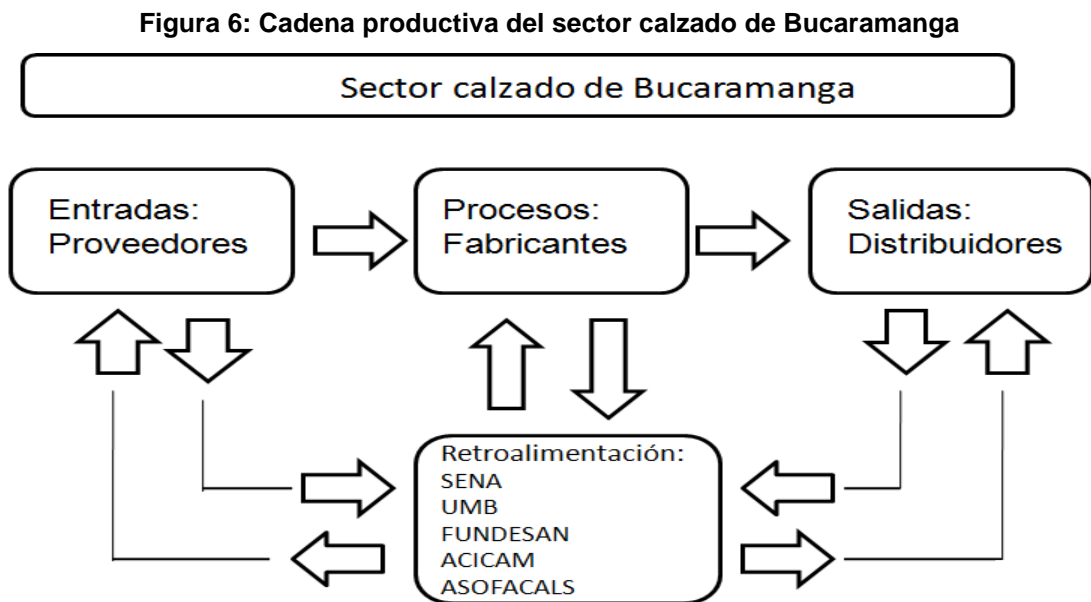 Figura 6: Cadena productiva del sector calzado de Bucaramanga
Sector calzado de Bucaramanga
Entradas:
Proveedores
Procesos:
Fabricantes
Salidas:
Distribuidores
Retroalimentación:
SENA
UMB
FUNDESAN
ACICAM
ASOFACALS